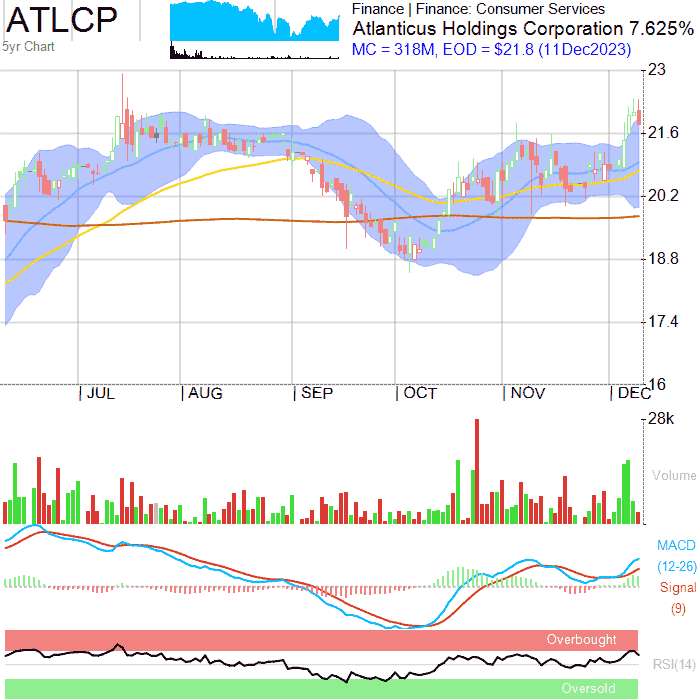 ATLCP
5yr Chart
Finance | Finance: Consumer Services
Atlanticus Holdings Corporation 7.625%
MC = 318M, EOD = $21.8 (11Dec2023)
23
21.6
20.2
18.8
17.4
16
JUL AUG SEP OCT NOV DEC
28k
Volume
MACD
(12-26)
Signal
(9)
Overbought
RSI(14)
Oversold